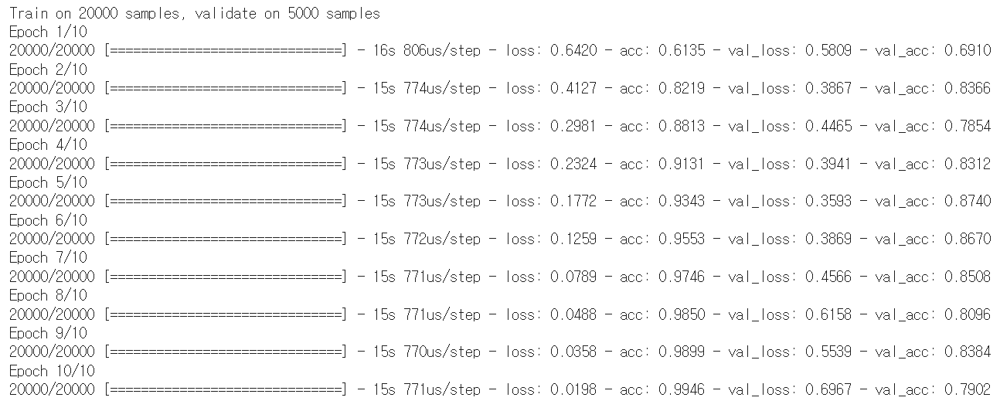 Train on 20000 samples, validate on 5000 samples
Epoch 1/10
20000/20000 [==============================] - 16s 806us/step - loss: 0.6420 - acc: 0.6135 - val_loss: 0.5809 - val_acc: 0.6910
Epoch 2/10
20000/20000 [==============================] - 15s 774us/step - loss: 0.4127 - acc: 0.8219 - val_loss: 0.3867 - val_acc: 0.8366
Epoch 3/10
20000/20000 [==============================] - 15s 774us/step - loss: 0.2981 - acc: 0.8813 - val_loss: 0.4465 - val_acc: 0.7854
Epoch 4/10
20000/20000 [==============================] - 15s 773us/step - loss: 0.2324 - acc: 0.9131 - val_loss: 0.3941 - val_acc: 0.8312
Epoch 5/10
20000/20000 [==============================] - 15s 773us/step - loss: 0.1772 - acc: 0.9343 - val_loss: 0.3593 - val_acc: 0.8740
Epoch 6/10
20000/20000 [==============================] - 15s 772us/step - loss: 0.1259 - acc: 0.9553 - val_loss: 0.3869 - val_acc: 0.8670
Epoch 7/10
20000/20000 [==============================] - 15s 771us/step - loss: 0.0789 - acc: 0.9746 - val_loss: 0.4566 - val_acc: 0.8508
Epoch 8/10
20000/20000 [==============================] - 15s 771us/step - loss: 0.0488 - acc: 0.9850 - val_loss: 0.6158 - val_acc: 0.8096
Epoch 9/10
20000/20000 [==============================] - 15s 770us/step - loss: 0.0358 - acc: 0.9899 - val_loss: 0.5539 - val_acc: 0.8384
Epoch 10/10
20000/20000 [==============================] - 15s 771us/step - loss: 0.0198 - acc: 0.9946 - val_loss: 0.6967 - val_acc: 0.7902